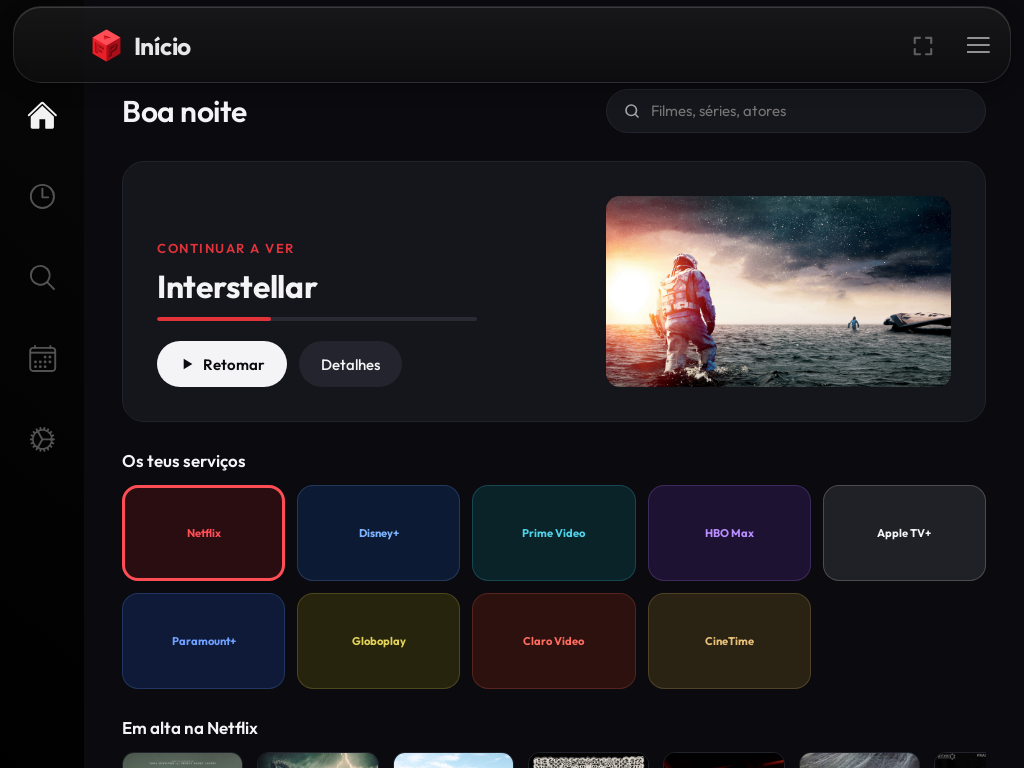 Início
Boa noite
Filmes, séries, atores
CONTINUAR A VER
Interstellar
Retomar
Detalhes
Os teus serviços
Netflix
Disney+
Prime Video
HBO Max
Apple TV+
Paramount+
Globoplay
Claro Video
CineTime
Em alta na Netflix